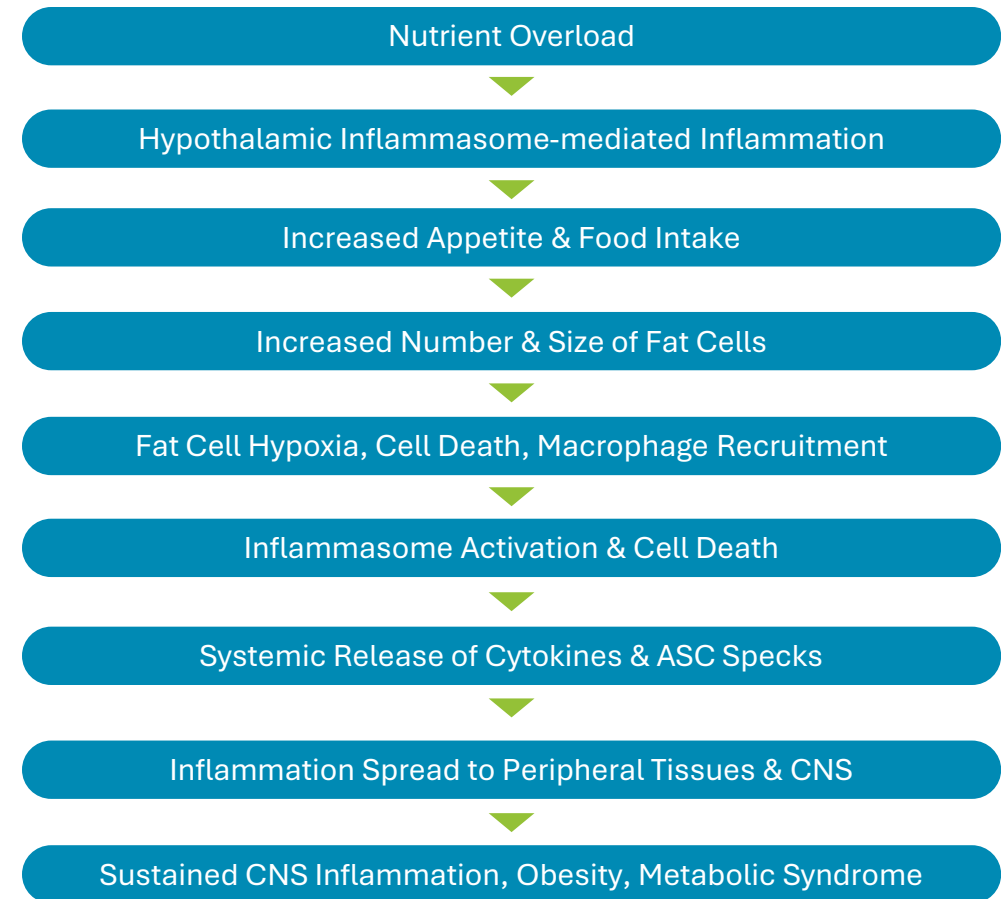 Nutrient Overload
Hypothalamic Inflammasome-mediated Inflammation
Increased Appetite & Food Intake
Increased Number & Size of Fat Cells
Fat Cell Hypoxia, Cell Death, Macrophage Recruitment
Inflammasome Activation & Cell Death
Systemic Release of Cytokines & ASC Specks
Inflammation Spread to Peripheral Tissues & CNS
Sustained CNS Inflammation, Obesity, Metabolic Syndrome